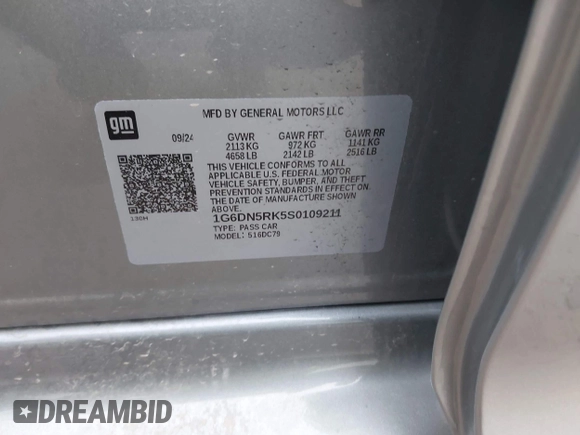 gm
MFD BY GENERAL MOTORS LLC
09/24 GVWR GAWR FRT GAWR RR
2113 KG 972 KG 1141 KG
4658 LB 2142 LB 2516 LB
THIS VEHICLE CONFORMS TO ALL
APPLICABLE U.S. FEDERAL MOTOR
VEHICLE SAFETY, BUMPER, AND THEFT
PREVENTION STANDARDS IN EFFECT ON
THE DATE OF MANUFACTURE SHOWN
ABOVE.
1G6DN5RK5S0109211
TYPE: PASS CAR
MODEL: 516DC79
DREAMBID